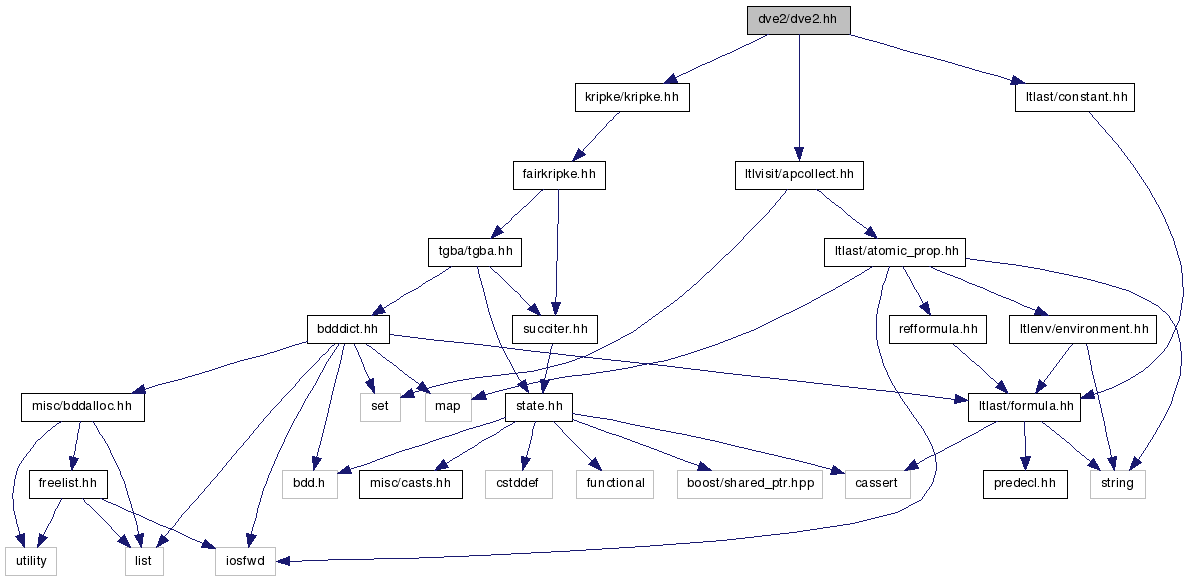 dve2/dve2.hh
kripke/kripke.hh
ltlast/constant.hh
fairkripke.hh
ltlvisit/apcollect.hh
tgba/tgba.hh
ltlast/atomic_prop.hh
bdddict.hh
succiter.hh
refformula.hh
ltlenv/environment.hh
misc/bddalloc.hh
set
map
state.hh
ltlast/formula.hh
freelist.hh
bdd.h
misc/casts.hh
cstddef
functional
boost/shared_ptr.hpp
cassert
predecl.hh
string
utility
list
iosfwd